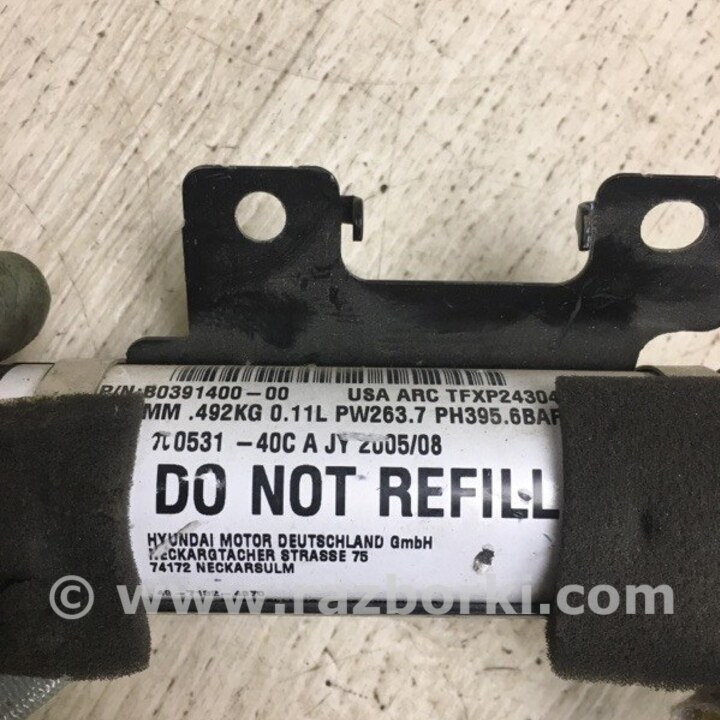 P/N:B0391400-00 USA ARC TFXP24304
MM .492KG 0.11L PW263.7 PH395.6BAR
π0531 -40C A JY 2005/08
DO NOT REFILL
HYUNDAI MOTOR DEUTSCHLAND GmbH
NECKARGTACHER STRASSE 75
74172 NECKARSULM
© www.razborki.com